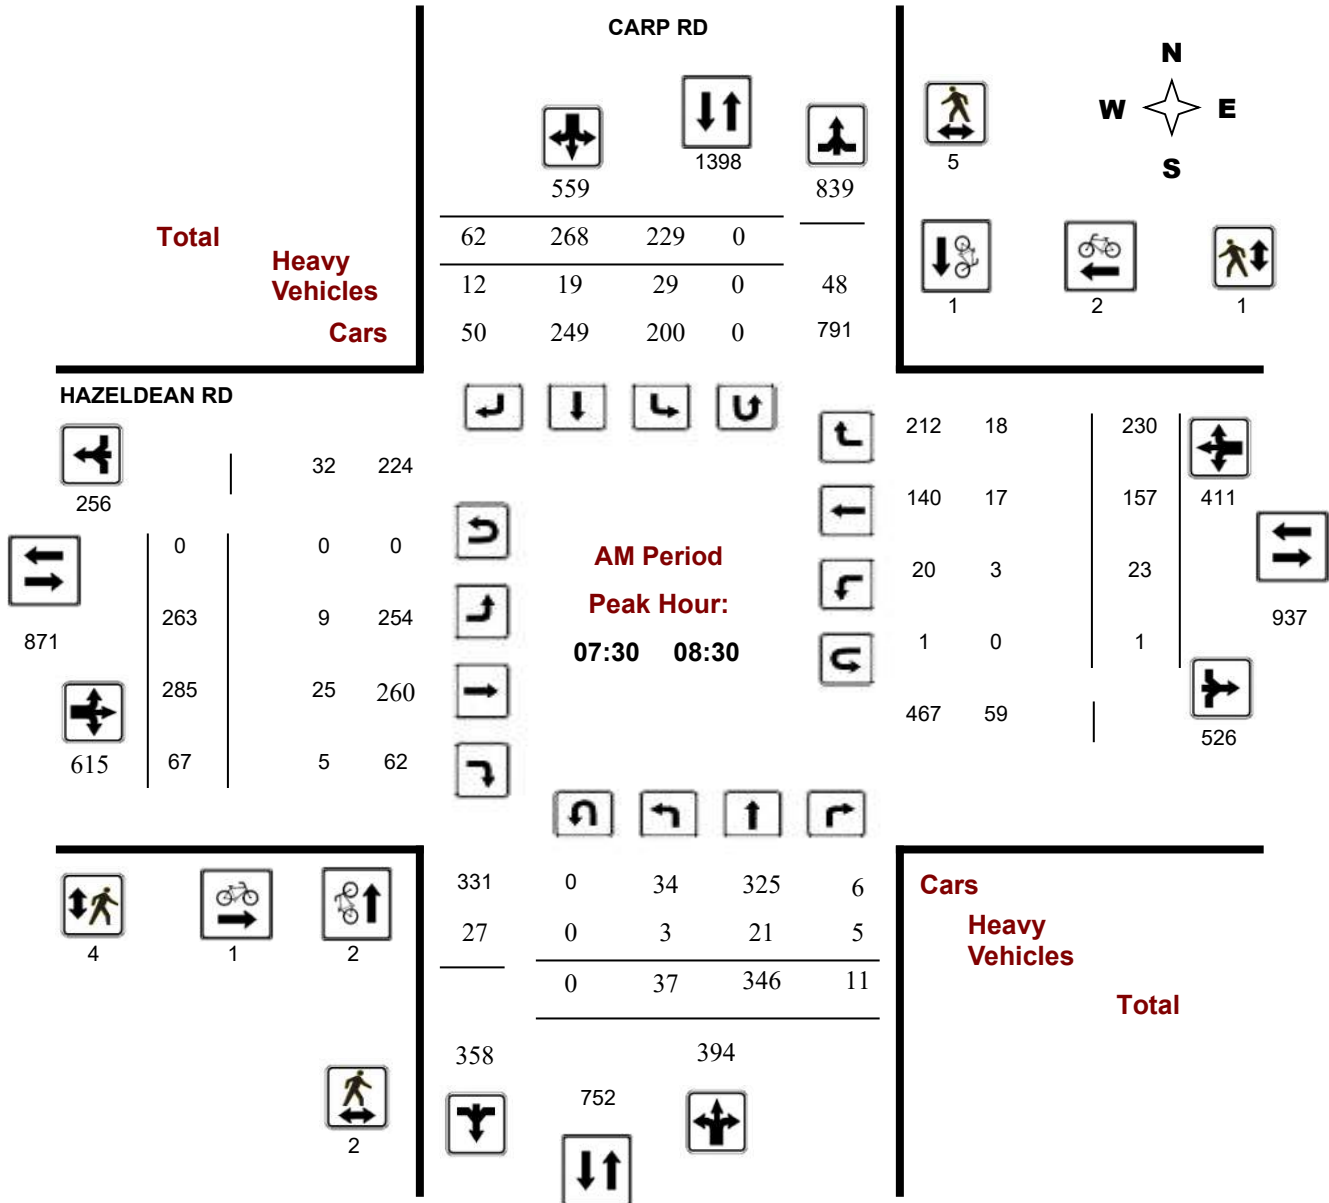 CARP RD
N
W E
S
5
1398
559
839
Total
62 268 229 0
Heavy
Vehicles
12 19 29 0 48
1 2 1
Cars
50 249 200 0 791
HAZELDEAN RD
212 18 230
32 224
256
140 17 157 411
0 0 0
AM Period
20 3 23
Peak Hour:
263 9 254
937
871
07:30 08:30
1 0 1
285 25 260
467 59
526
615 67 5 62
331 0 34 325 6
Cars
27 0 3 21 5
Heavy
Vehicles
4 1 2
0 37 346 11
Total
358 394
752
2